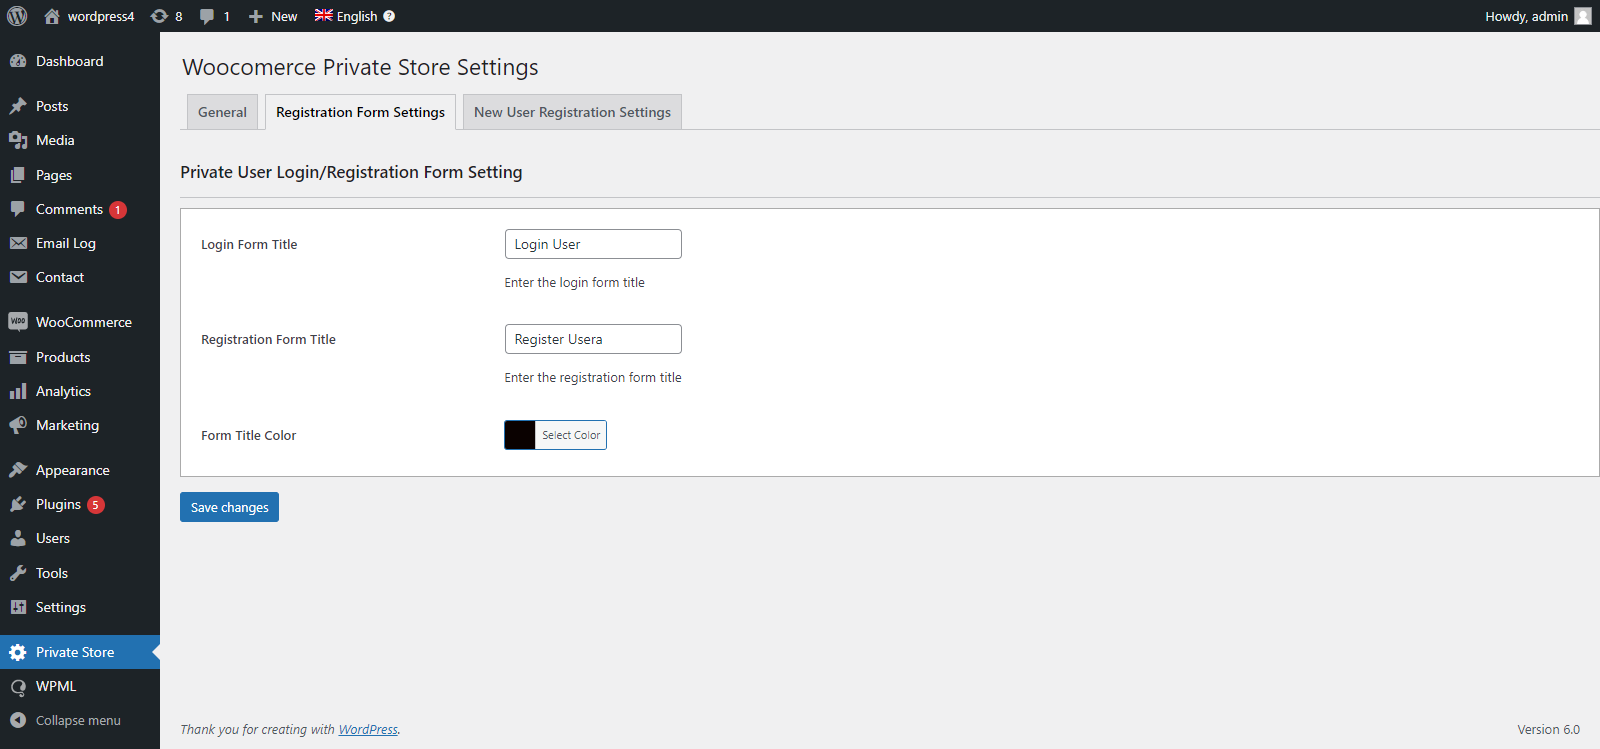 wordpress4 8 1 New English Howdy, admin
Dashboard
Posts
Media
Pages
Comments 1
Email Log
Contact
WooCommerce
Products
Analytics
Marketing
Appearance
Plugins 5
Users
Tools
Settings
Private Store
WPML
Collapse menu
Woocomerce Private Store Settings
General Registration Form Settings New User Registration Settings
Private User Login/Registration Form Setting
Login Form Title Login User
Enter the login form title
Registration Form Title Register Usera
Enter the registration form title
Form Title Color Select Color
Save changes
Thank you for creating with WordPress. Version 6.0